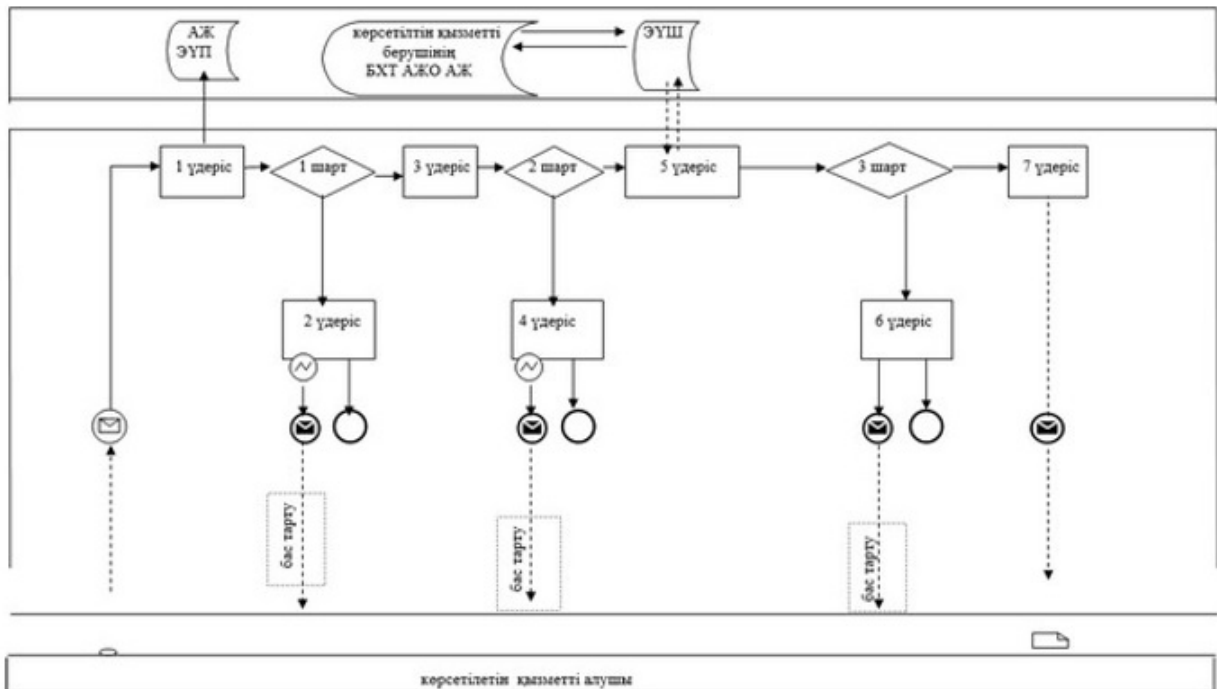 АЖ
ЭҮП
көрсетілтін қызметті
берушінің
БХТ АЖО АЖ
ЭҮШ
1 үдеріс
1 шарт
3 үдеріс
2 шарт
5 үдеріс
3 шарт
7 үдеріс
2 үдеріс
4 үдеріс
6 үдеріс
бас тарту
бас тарту
бас тарту
көрсетілетін қызметті алушы